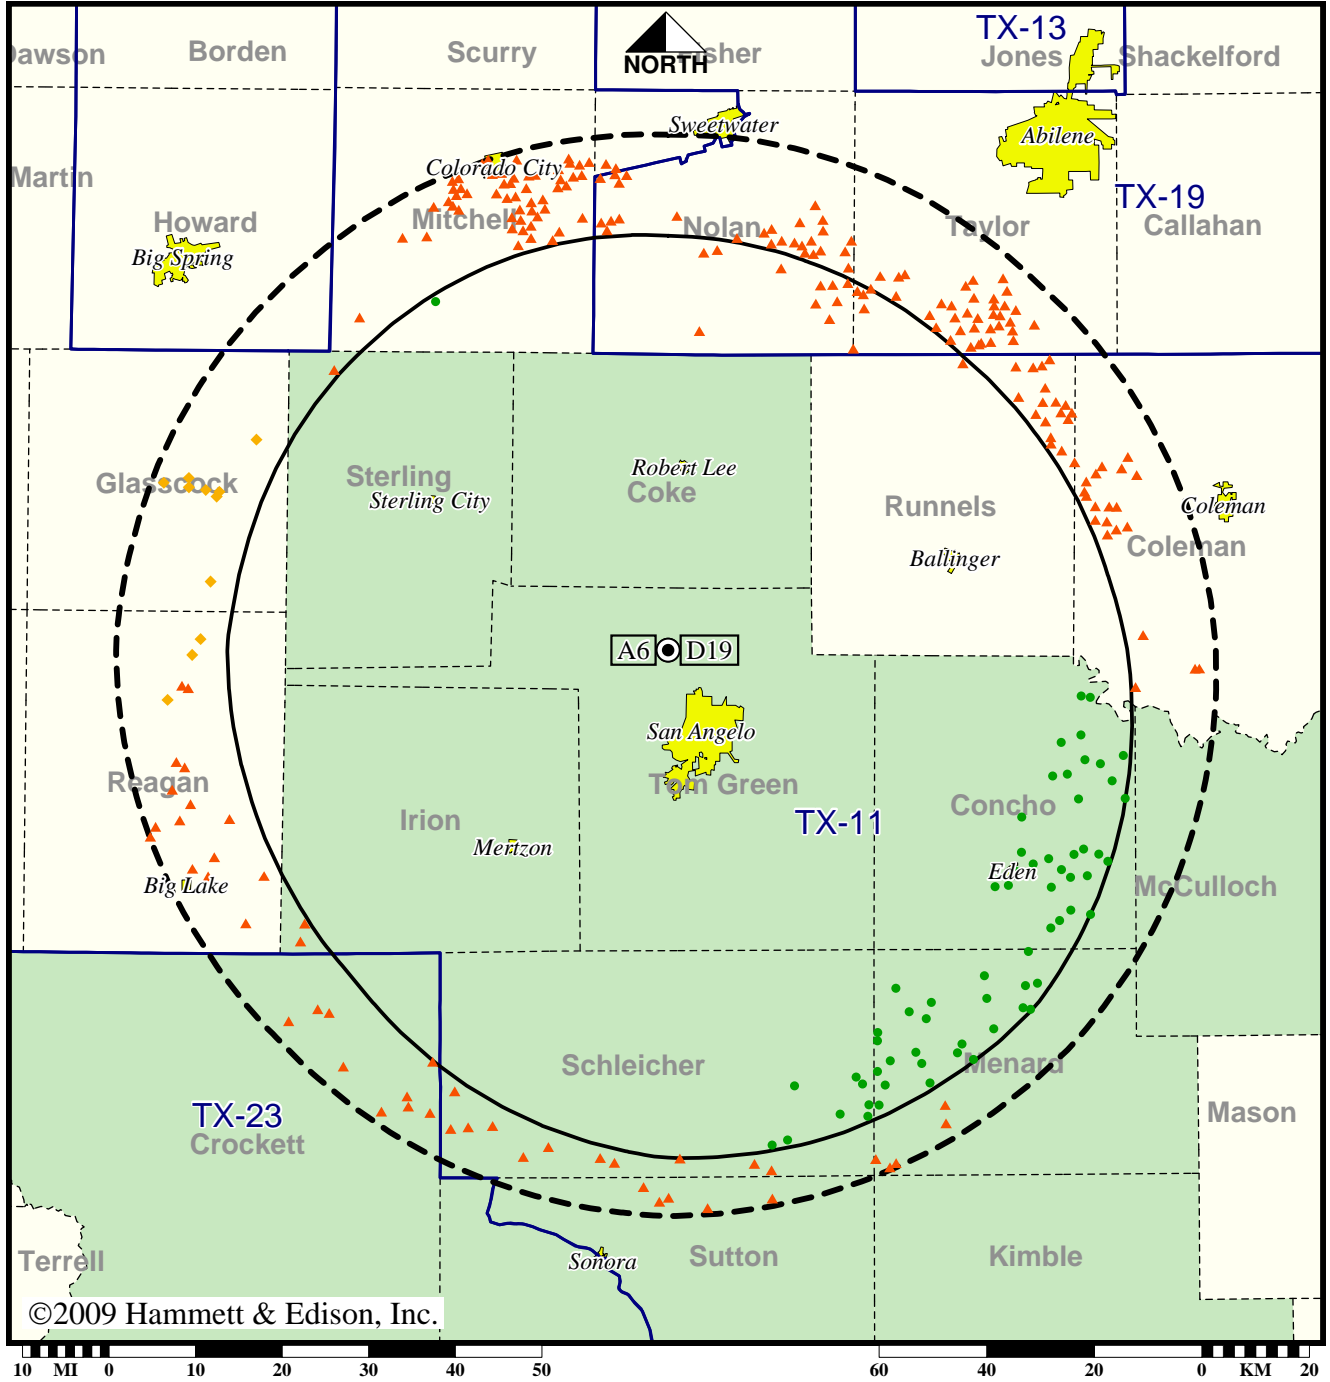 TX-13
Dawson
Borden
Scurry
Fisher
Jones
Shackelford
NORTH
Sweetwater
Abilene
Colorado City
Martin
TX-19
Howard
Mitchell
Nolan
Taylor
Callahan
Big Spring
Robert Lee
Sterling
Glasscock
Coke
Sterling City
Runnels
Coleman
Coleman
Ballinger
A6
D19
San Angelo
Reagan
Tom Green
Concho
Irion
TX-11
Mertzon
Eden
Big Lake
McCulloch
Schleicher
Menard
TX-23
Mason
Crockett
Sonora
Sutton
Kimble
Terrell
©2009 Hammett & Edison, Inc.
10 MI 0 10 20 30 40 50
60 40 20 0 KM 20